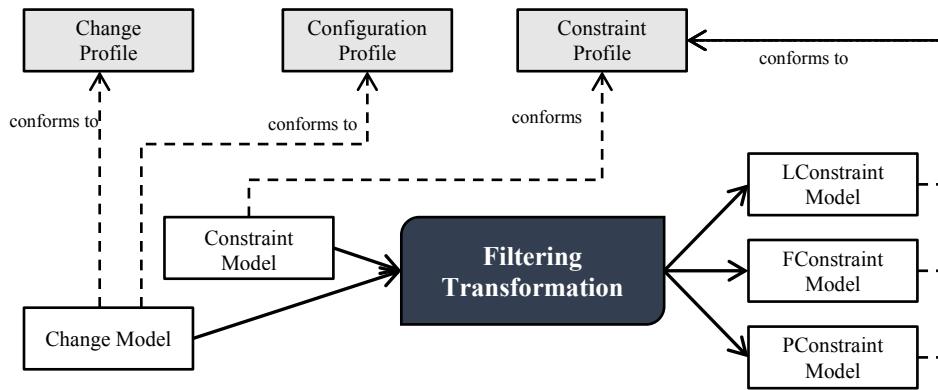 Change
Profile
Configuration
Profile
Constraint
Profile
conforms to
conforms to
conforms to
conforms
Constraint
Model
Filtering
Transformation
LConstraint
Model
FConstraint
Model
PConstraint
Model
Change Model